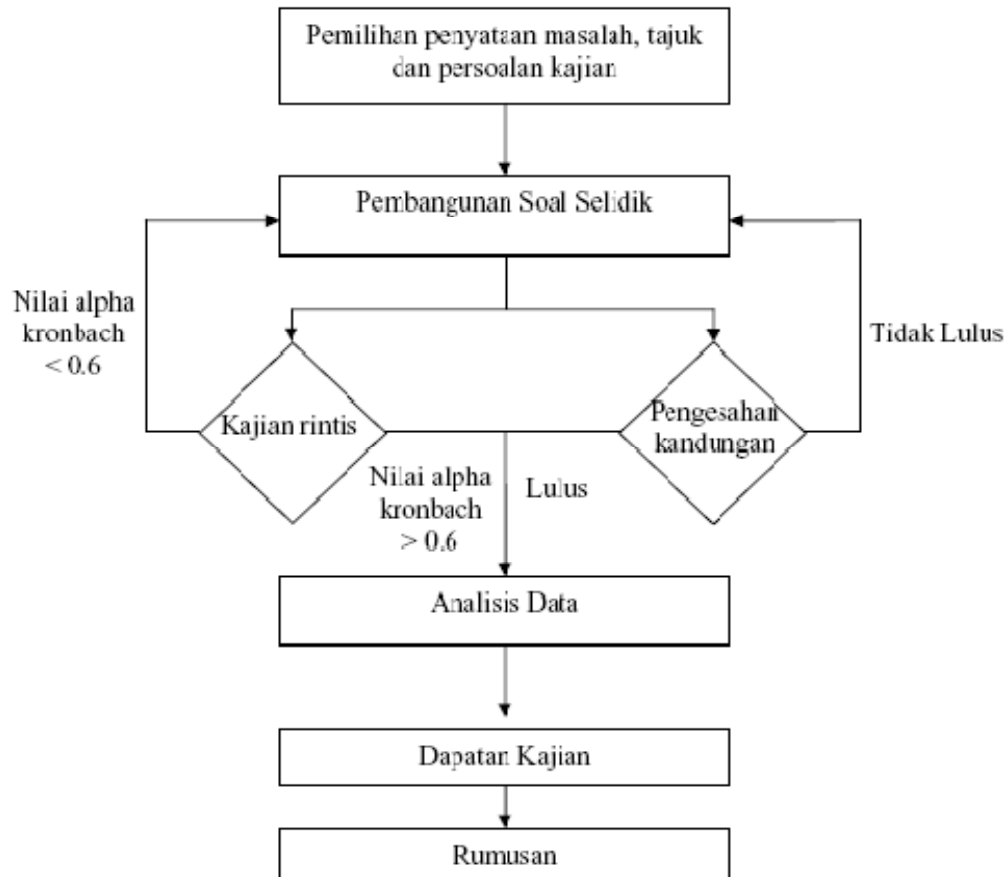 Pemilihan penyataan masalah, tajuk
dan persoalan kajian
Pembangunan Soal Selidik
Nilai alpha
kronbach
< 0.6
Tidak Lulus
Kajian rintis
Pengesahan
kandungan
Nilai alpha
kronbach
> 0.6
Lulus
Analisis Data
Dapatan Kajian
Rumusan